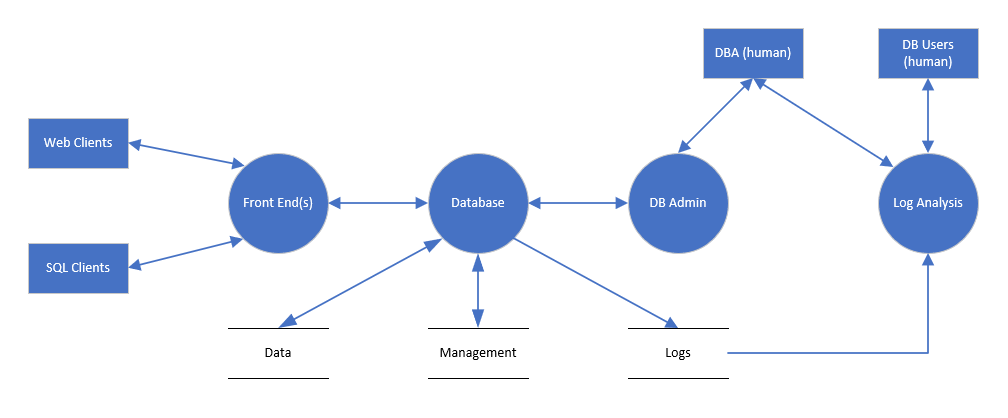 DBA (human)
DB Users
(human)
Web Clients
Front End(s)
Database
DB Admin
Log Analysis
SQL Clients
Data
Management
Logs